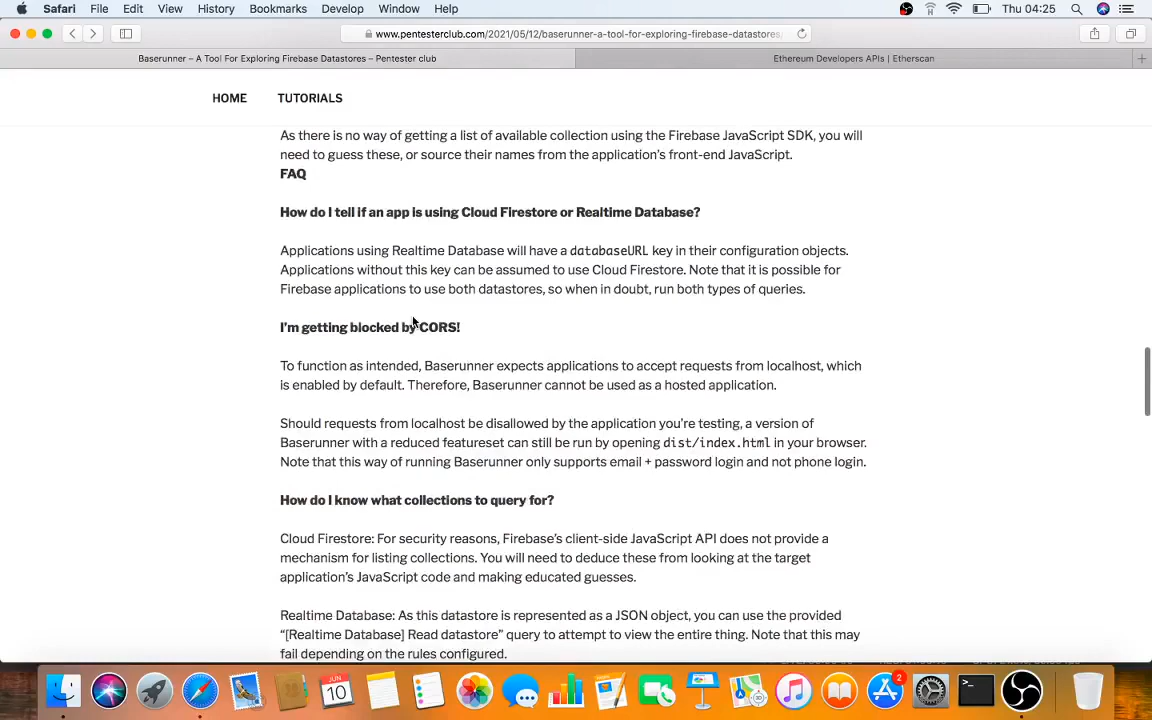 Safari File Edit View History Bookmarks Develop Window Help Thu 04:25
www.pentesterclub.com/2021/05/12/baserunner-a-tool-for-exploring-firebase-datastores
Baserunner – A Tool For Exploring Firebase Datastores – Pentester club
Ethereum Developers APIs | Etherscan
HOME TUTORIALS
As there is no way of getting a list of available collection using the Firebase JavaScript SDK, you will
need to guess these, or source their names from the application's front-end JavaScript.
FAQ
How do I tell if an app is using Cloud Firestore or Realtime Database?
Applications using Realtime Database will have a databaseURL key in their configuration objects.
Applications without this key can be assumed to use Cloud Firestore. Note that it is possible for
Firebase applications to use both datastores, so when in doubt, run both types of queries.
I'm getting blocked by CORS!
To function as intended, Baserunner expects applications to accept requests from localhost, which
is enabled by default. Therefore, Baserunner cannot be used as a hosted application.
Should requests from localhost be disallowed by the application you're testing, a version of
Baserunner with a reduced featureset can still be run by opening dist/index.html in your browser.
Note that this way of running Baserunner only supports email + password login and not phone login.
How do I know what collections to query for?
Cloud Firestore: For security reasons, Firebase's client-side JavaScript API does not provide a
mechanism for listing collections. You will need to deduce these from looking at the target
application's JavaScript code and making educated guesses.
Realtime Database: As this datastore is represented as a JSON object, you can use the provided
"[Realtime Database] Read datastore" query to attempt to view the entire thing. Note that this may
fail depending on the rules configured.
JUN
10
2